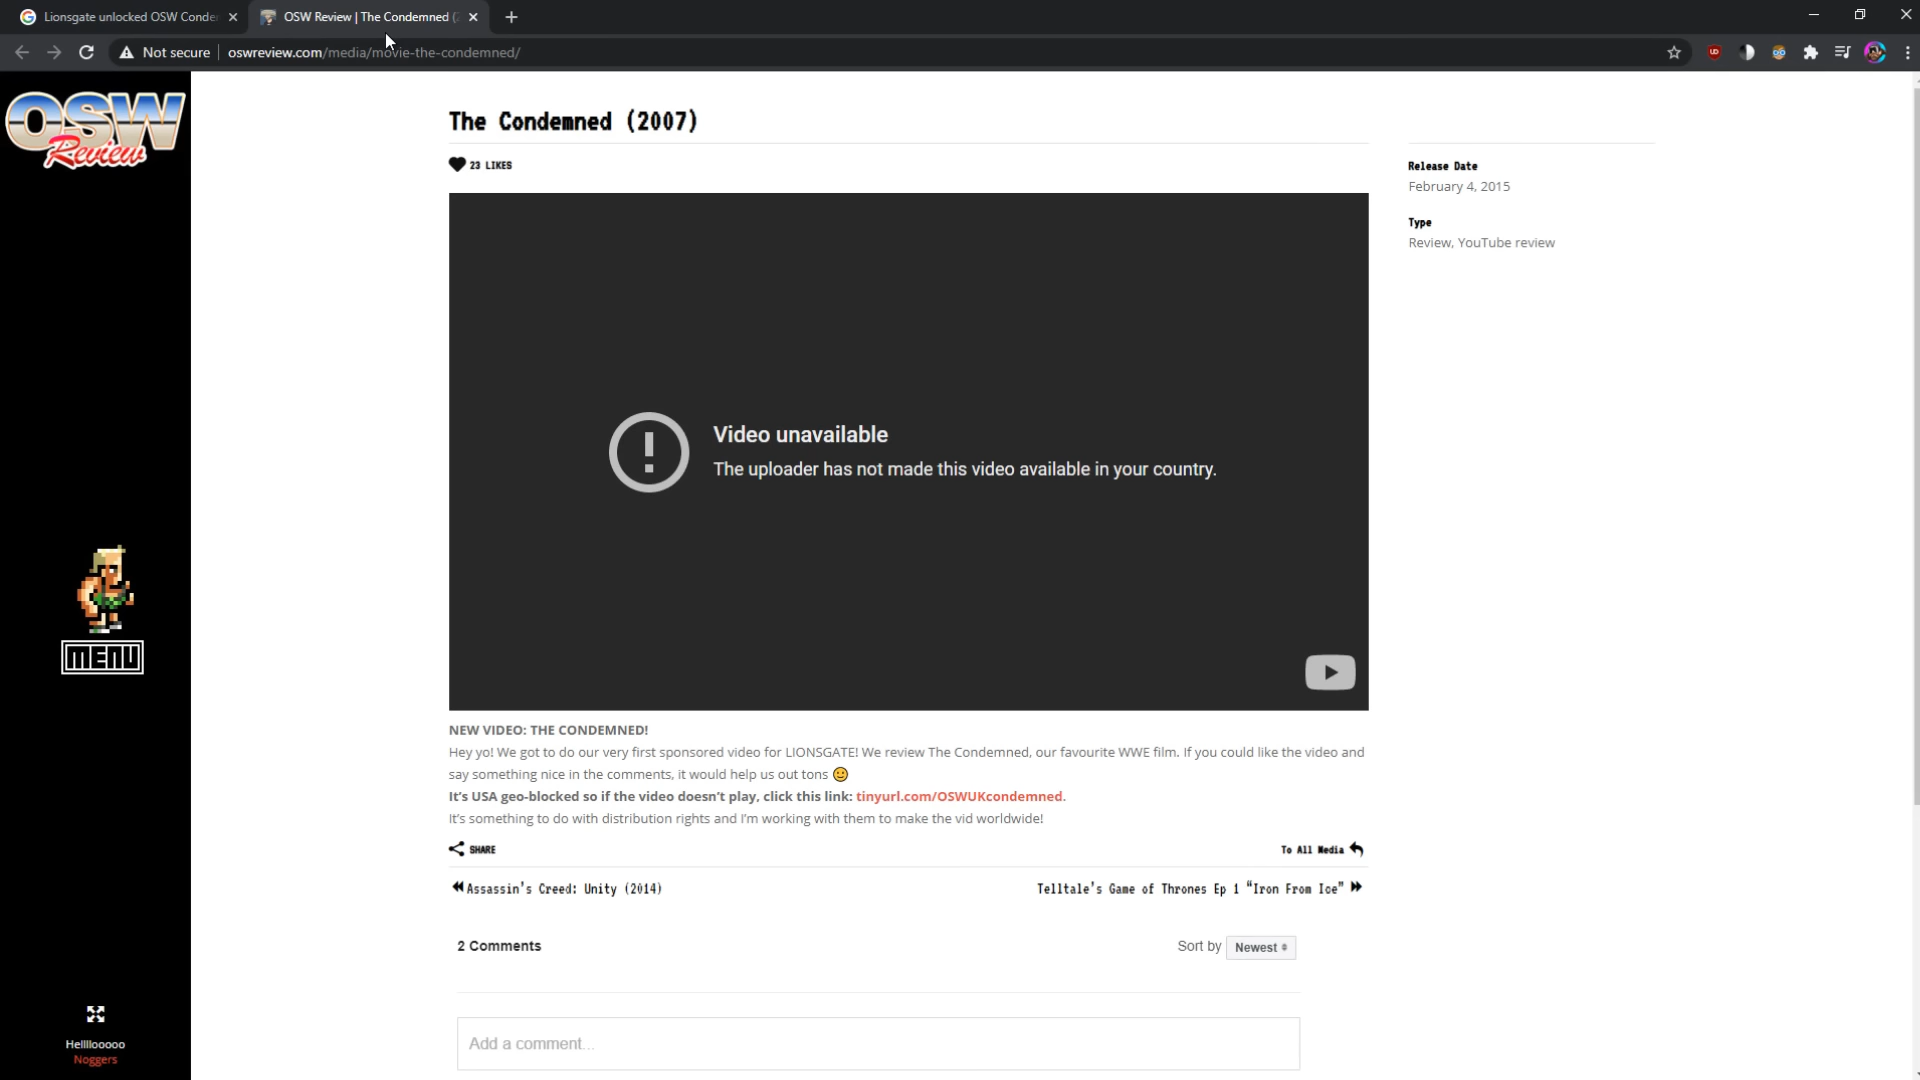 Lionsgate unlocked OSW Conde
OSW Review | The Condemned (
Not secure
oswreview.com/media/movie-the-condemned/
OSW
Review
The Condemned (2007)
23 LIKES
Release Date
February 4, 2015
Type
Review, YouTube review
Video unavailable
The uploader has not made this video available in your country.
MENU
NEW VIDEO: THE CONDEMNED!
Hey yo! We got to do our very first sponsored video for LIONSGATE! We review The Condemned, our favourite WWE film. If you could like the video and
say something nice in the comments, it would help us out tons
It's USA geo-blocked so if the video doesn't play, click this link: tinyurl.com/OSWUKcondemned.
It's something to do with distribution rights and I'm working with them to make the vid worldwide!
SHARE
To All Media
Assassin's Creed: Unity (2014)
Telltale's Game of Thrones Ep 1 "Iron From Ice"
2 Comments
Sort by Newest
Add a comment...
Hellllooooo
Noggers